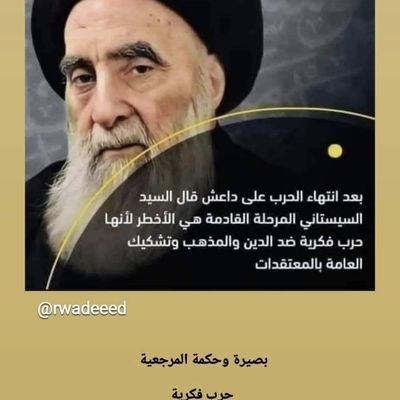 بعد انتهاء الحرب على داعش قال السيد
السيستاني المرحلة القادمة هي الأخطر لأنها
حرب فكرية ضد الدين والمذهب وتشكيك
العامة بالمعتقدات
@rwadeeed
بصيرة وحكمة المرجعية
حرب فكرية